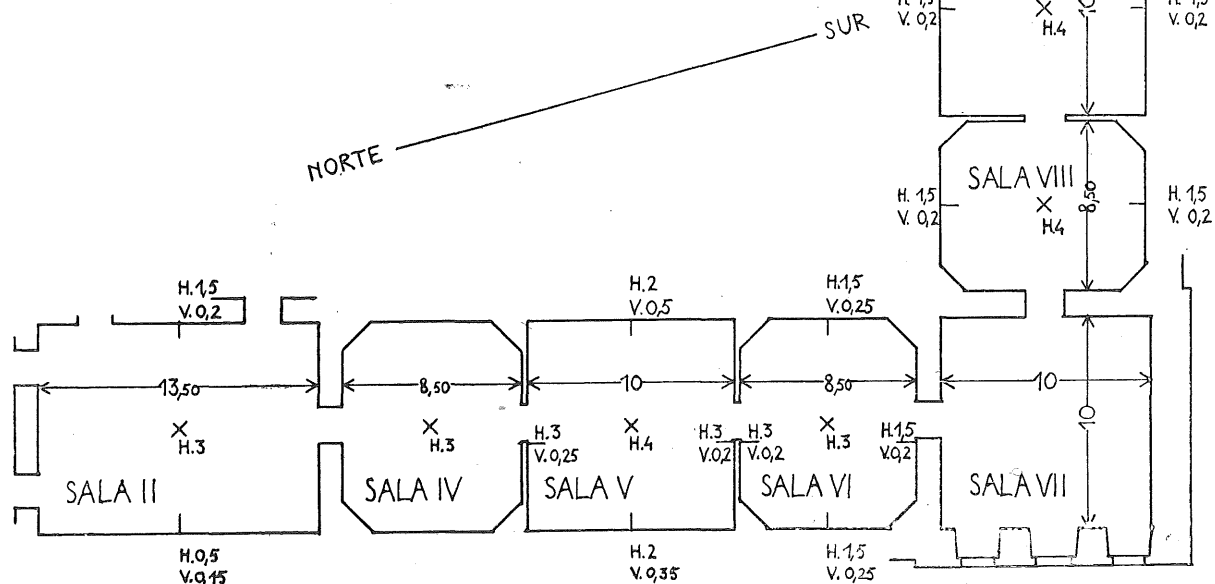 H. 1,5
V. 0,2
10
H.4
H. 1,5
V. 0,2
SUR
NORTE
SALA VIII
8,50
H.4
H. 1,5
V. 0,2
V. 0,2
H. 1,5
H.1,5
V. 0,2
H.2
V. 0,5
H.1,5
V. 0,25
13,50
8,50
10
8,50
10
10
H.3
H.3
H.3
V. 0,25
H.4
H.3
V. 0,2
H.3
V. 0,2
H.3
H.1,5
V. 0,2
SALA II
SALA IV
SALA V
SALA VI
SALA VII
H. 0,5
V. 0,15
H.2
V. 0,35
H. 1,5
V. 0,25